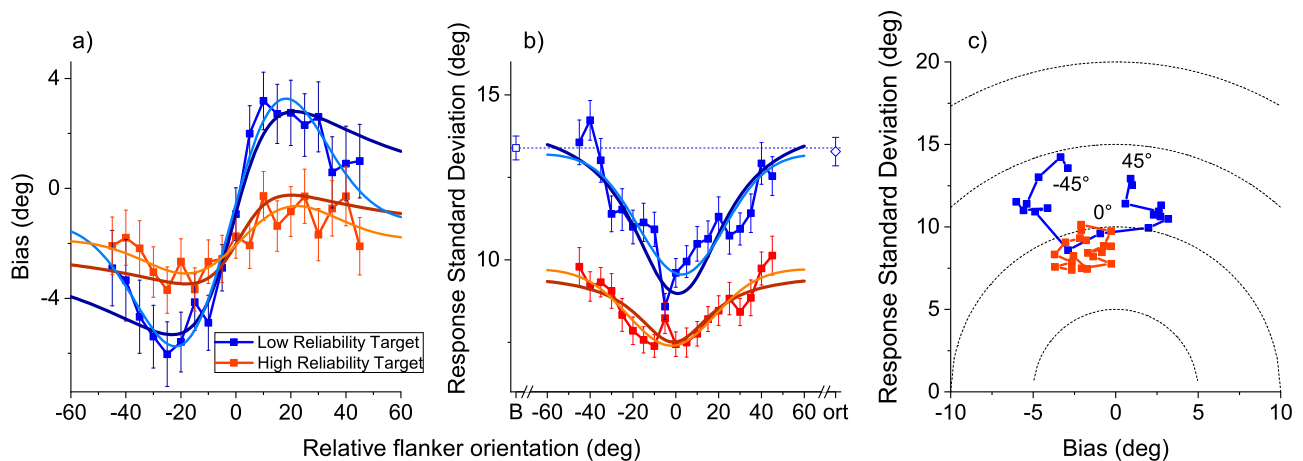 a)
b)
c)
Bias (deg)
4
0
-4
-60
-40
-20
0
20
40
60
Low Reliability Target
High Reliability Target
Response Standard Deviation (deg)
15
10
B
-60
-40
-20
0
20
40
60
ort
Relative flanker orientation (deg)
Response Standard Deviation (deg)
20
15
10
5
0
-45°
45°
0°
-10
-5
0
5
10
Bias (deg)